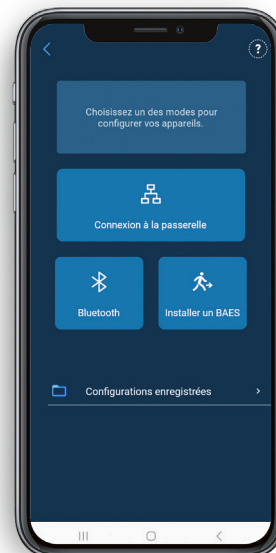 ?
Choisissez un des modes pour
configurer vos appareils.
Connexion à la passerelle
Bluetooth
Installer un BAES
Configurations enregistrées